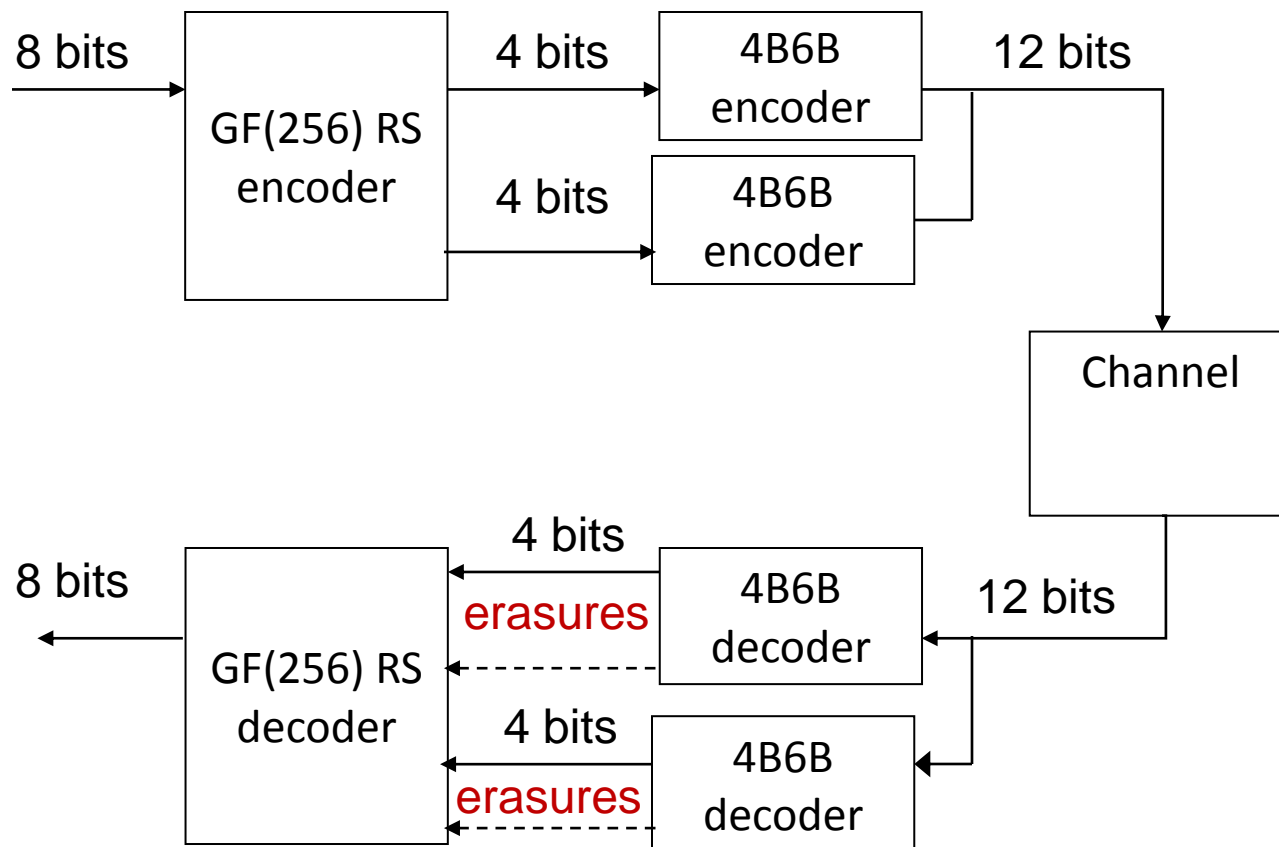 8 bits
GF(256) RS
encoder
4 bits
4B6B
encoder
12 bits
4 bits
4B6B
encoder
Channel
8 bits
GF(256) RS
decoder
4 bits
erasures
4B6B
decoder
12 bits
4 bits
erasures
4B6B
decoder